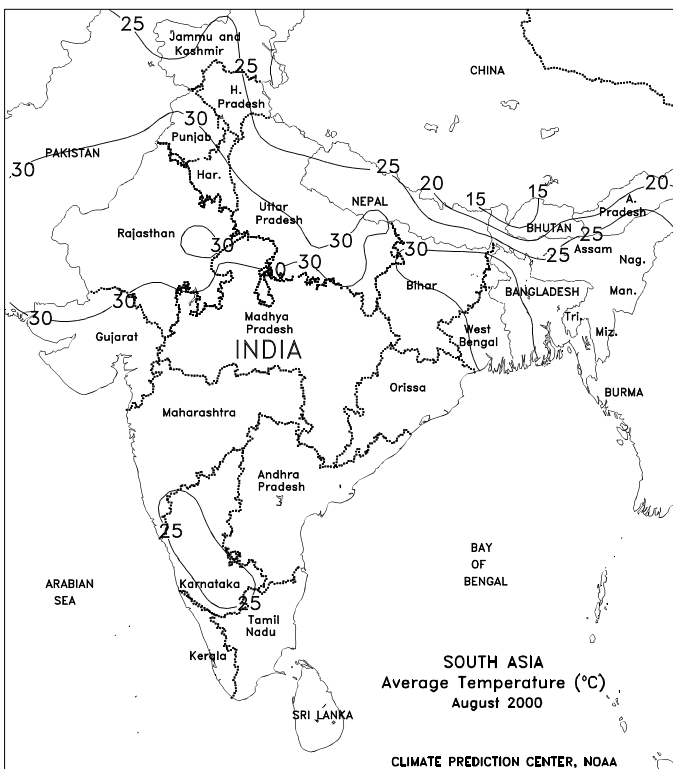 25
Jammu and
Kashmir
25
CHINA
H.
Pradesh
30
Punjab
80
PAKISTAN
30
Har.
25
20
15
15
20
A.
Pradesh
NEPAL
Uttar
Pradesh
BHUTAN
25
Rajasthan
30
30
30
25
Assam
Nag.
30
30
Bihar
BANGLADESH
Man.
30
30
Madhya
Pradesh
Tri.
Miz.
Gujarat
West
Bengal
INDIA
Orissa
BURMA
Maharashtra
Andhra
Pradesh
25
BAY
OF
BENGAL
ARABIAN
SEA
Karnataka
25
Tamil
Nadu
Kerala
SOUTH ASIA
Average Temperature (°C)
August 2000
SRI LANKA
CLIMATE PREDICTION CENTER, NOAA